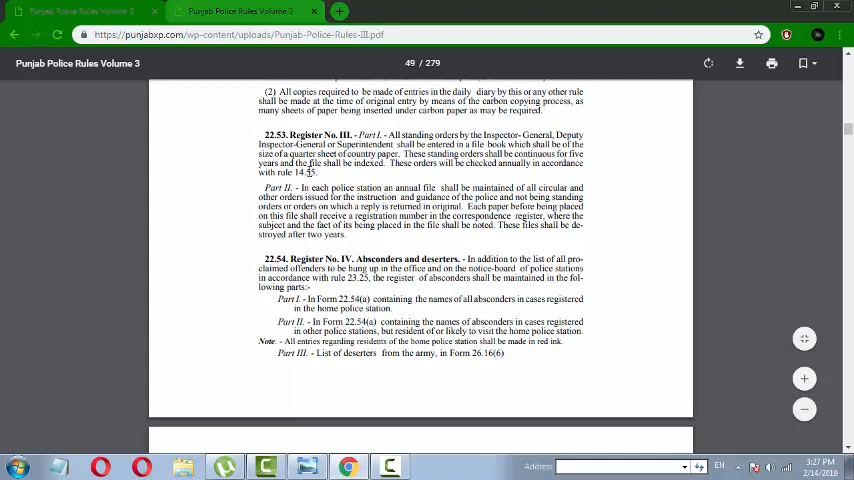 Punjab Police Rules Volume 3
Punjab Police Rules Volume 3
https://punjabxp.com/wp-content/uploads/Punjab-Police-Rules-III.pdf
Punjab Police Rules Volume 3
49 / 279
(2) All copies required to be made of entries in the daily diary by this or any other rule
shall be made at the time of original entry by means of the carbon copying process, as
many sheets of paper being inserted under carbon paper as may be necessary.
22.53. Register No. III. - Part I. - All standing orders by the Inspector- General, Deputy
Inspector-General or Superintendent shall be entered in a file book which shall be of the
size of a quarter sheet of country paper. These standing orders shall be continuous for five
years and the file shall be indexed. These orders will be checked annually in accordance
with rule 14.55.
Part II. - In each police station an annual file shall be maintained of all circular and
other orders issued for the instruction and guidance of the police and not being standing
orders or orders on which a reply is returned in original. Each paper before being placed
on this file shall receive a registration number in the correspondence register, where the
subject and the fact of its being placed in the file shall be noted. These files shall be de-
stroyed after two years.
22.54. Register No. IV. Absconders and deserters. - In addition to the list of all pro-
claimed offenders to be hung up in the office and on the notice-board of police stations
in accordance with rule 23.25, the register of absconders shall be maintained in the fol-
lowing parts:-
Part I. - In Form 22.54(a) containing the names of all absconders in cases registered
in the home police station.
Part II. - In Form 22.54(a) containing the names of absconders in cases registered
in other police stations, but resident of or likely to visit the home police station.
Note. - All entries regarding residents of the home police station shall be made in red ink.
Part III. - List of deserters from the army, in Form 26.16(6)
Address
EN
3:27 PM
2/14/2019